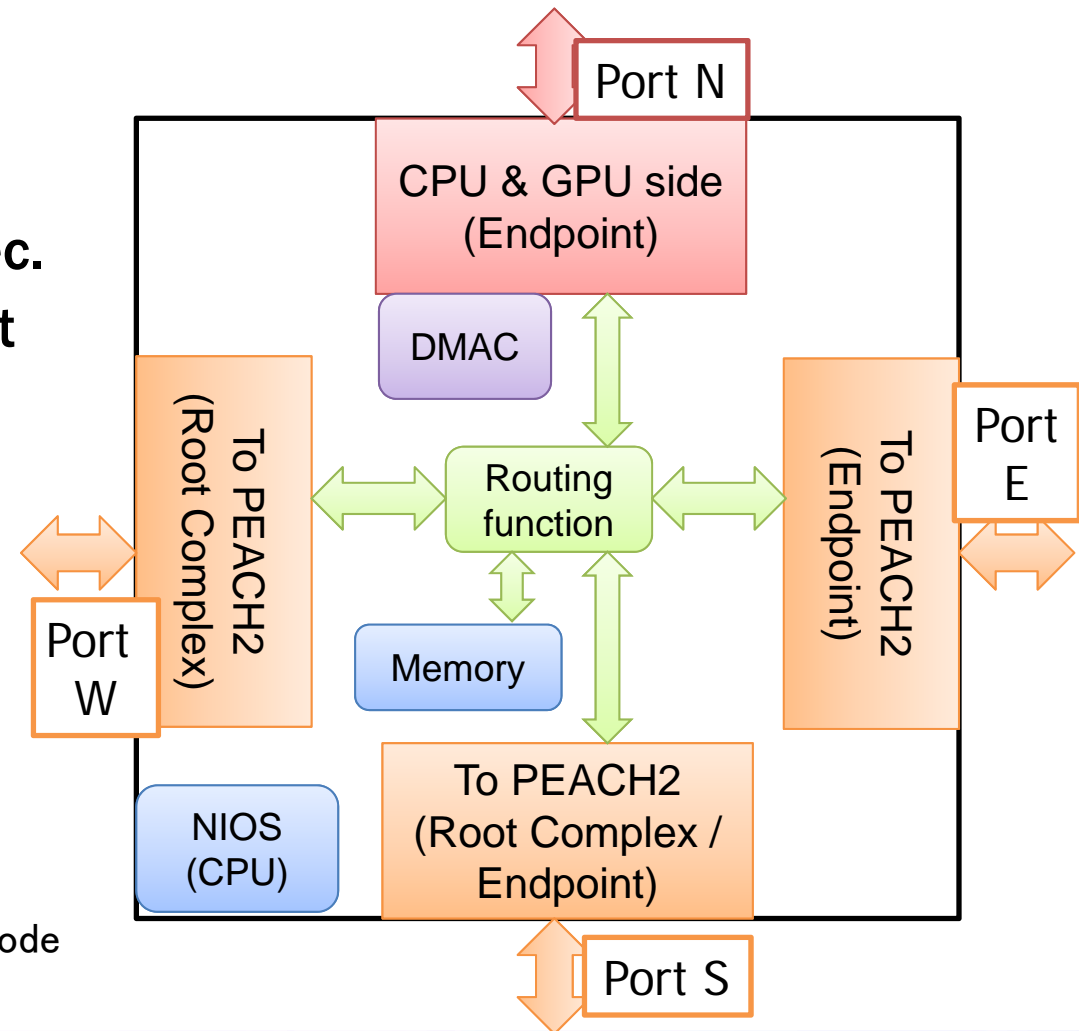 Port N
CPU & GPU side
(Endpoint)
c.
t
DMAC
To PEACH2
(Root Complex)
Routing
function
To PEACH2
(Endpoint)
Port
E
Port
W
Memory
To PEACH2
(Root Complex /
Endpoint)
NIOS
(CPU)
ode
Port S